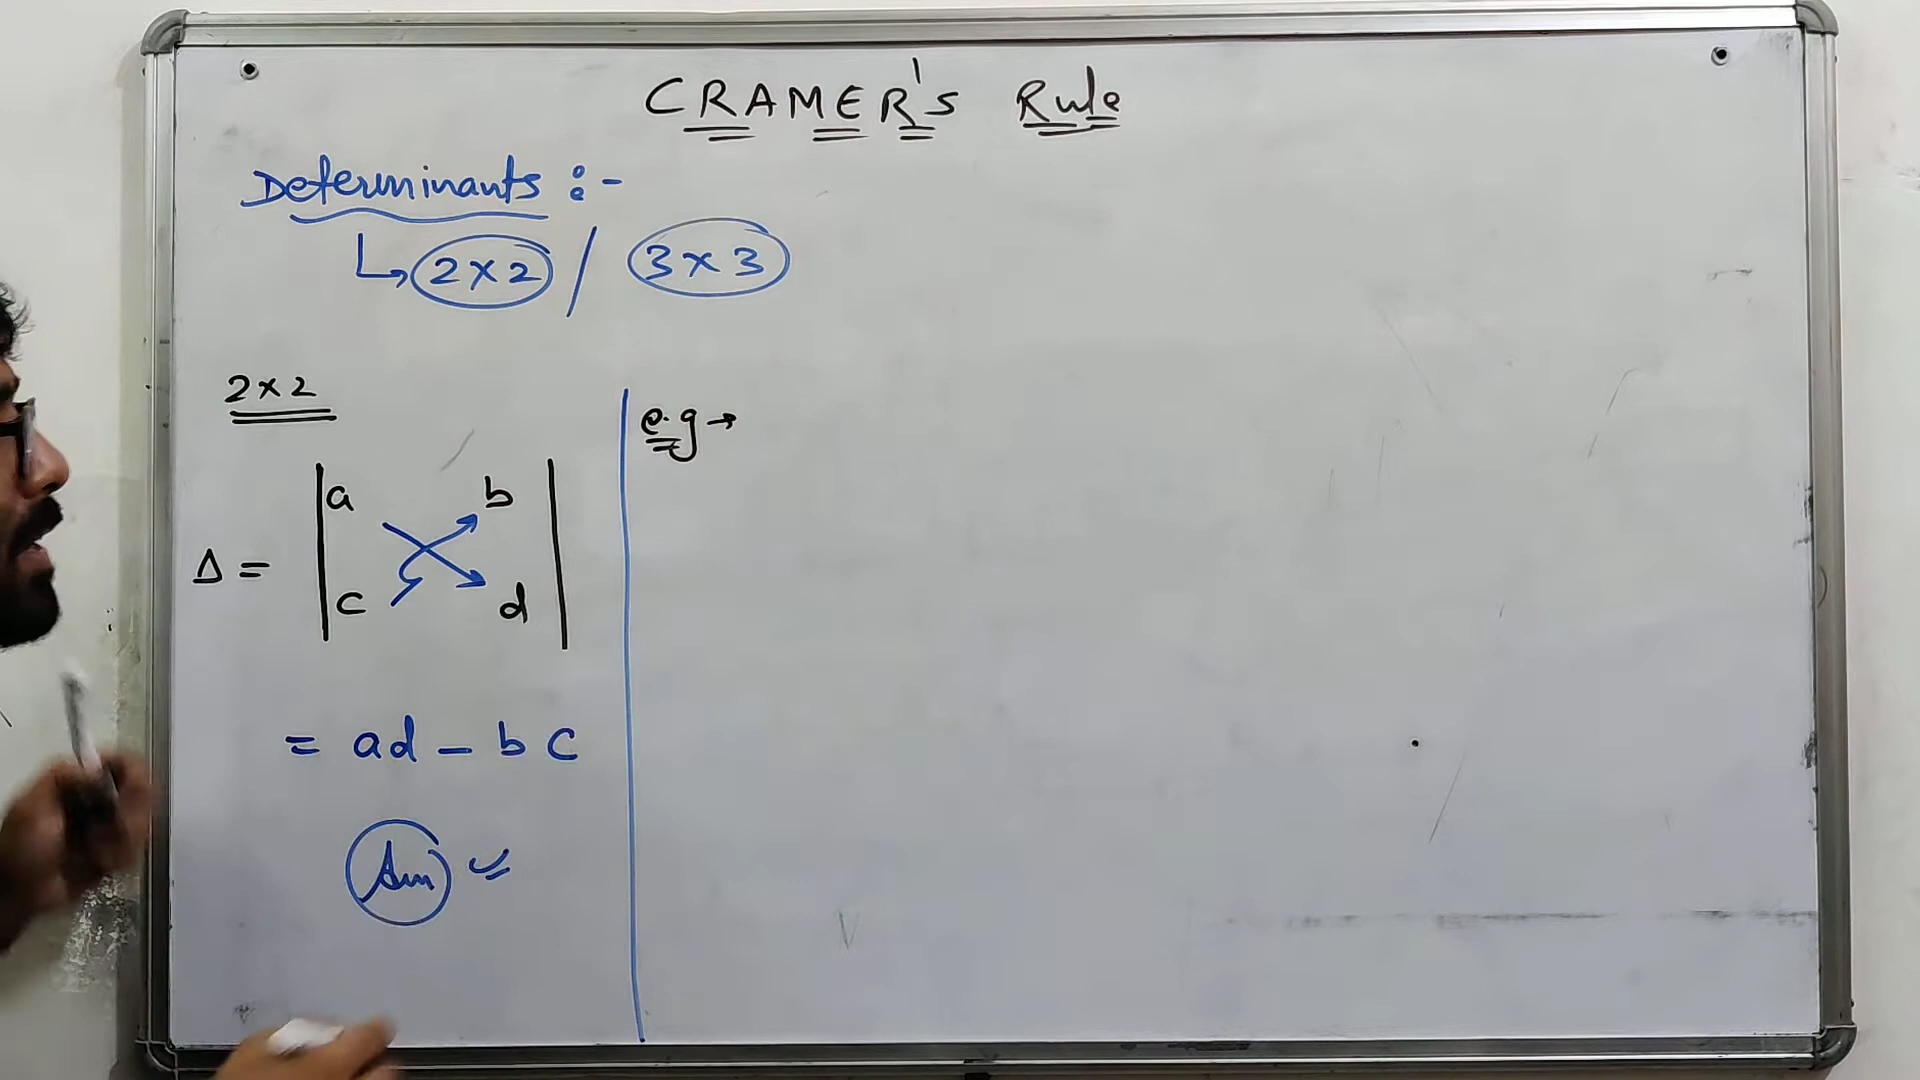 CRAMER's Rule
Determinants :-
↳ 2×2 / 3×3
2×2
Δ = | a b |
| c d |
= ad - bc
Ans
e.g →